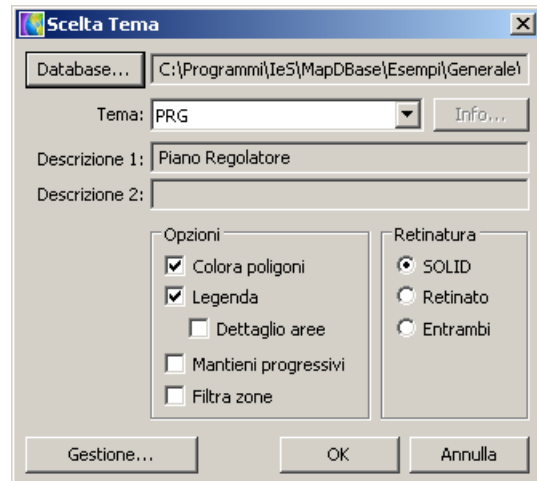 Scelta Tema
Database... C:\Programmi\IeS\MapDBase\Esempi\Generale\
Tema: PRG Info...
Descrizione 1: Piano Regolatore
Descrizione 2:
Opzioni
Colora poligoni
Legenda
Dettaglio aree
Mantieni progressivi
Filtra zone
Retinatura
SOLID
Retinato
Entrambi
Gestione... OK Annulla